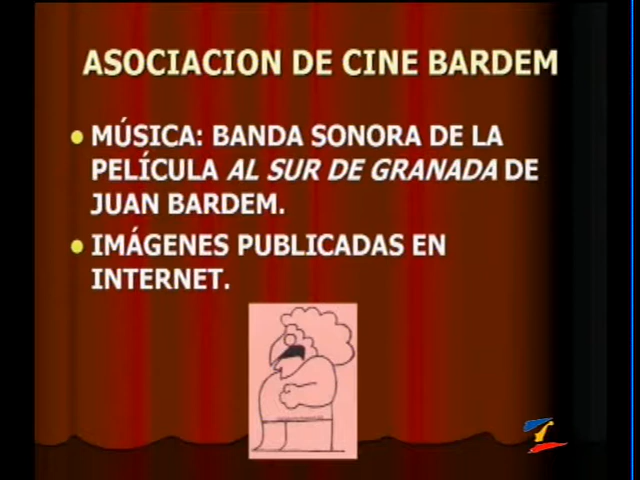 ASOCIACION DE CINE BARDEM
• MÚSICA: BANDA SONORA DE LA
PELÍCULA AL SUR DE GRANADA DE
JUAN BARDEM.
• IMÁGENES PUBLICADAS EN
INTERNET.